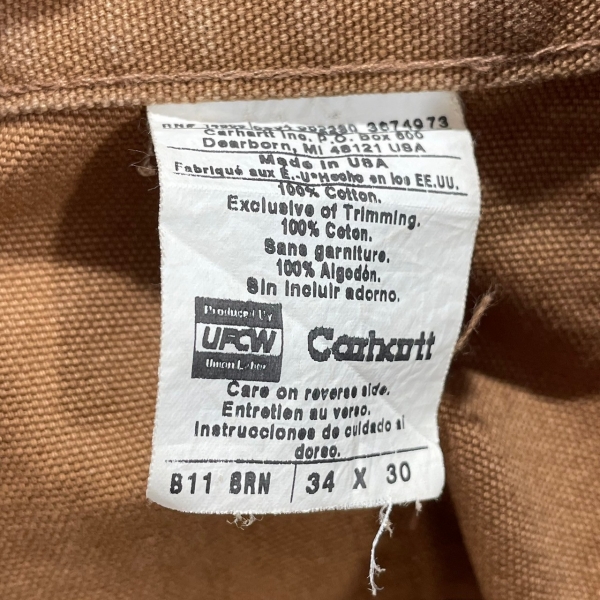 3674973
Carhartt Inc. P.O. Box 600
Dearborn, MI 48121 USA
Made in USA
Fabriqué aux É.-U•Hecho en los EE.UU.
100% Cotton.
Exclusive of Trimming.
100% Coton.
Sans garniture.
100% Algodón.
Sin incluir adorno.
Produced By
UFCW
Union Labor
Carhartt
Care on reverse side.
Entretien au verso.
Instrucciones de cuidado al
dorso.
B11 BRN 34 X 30